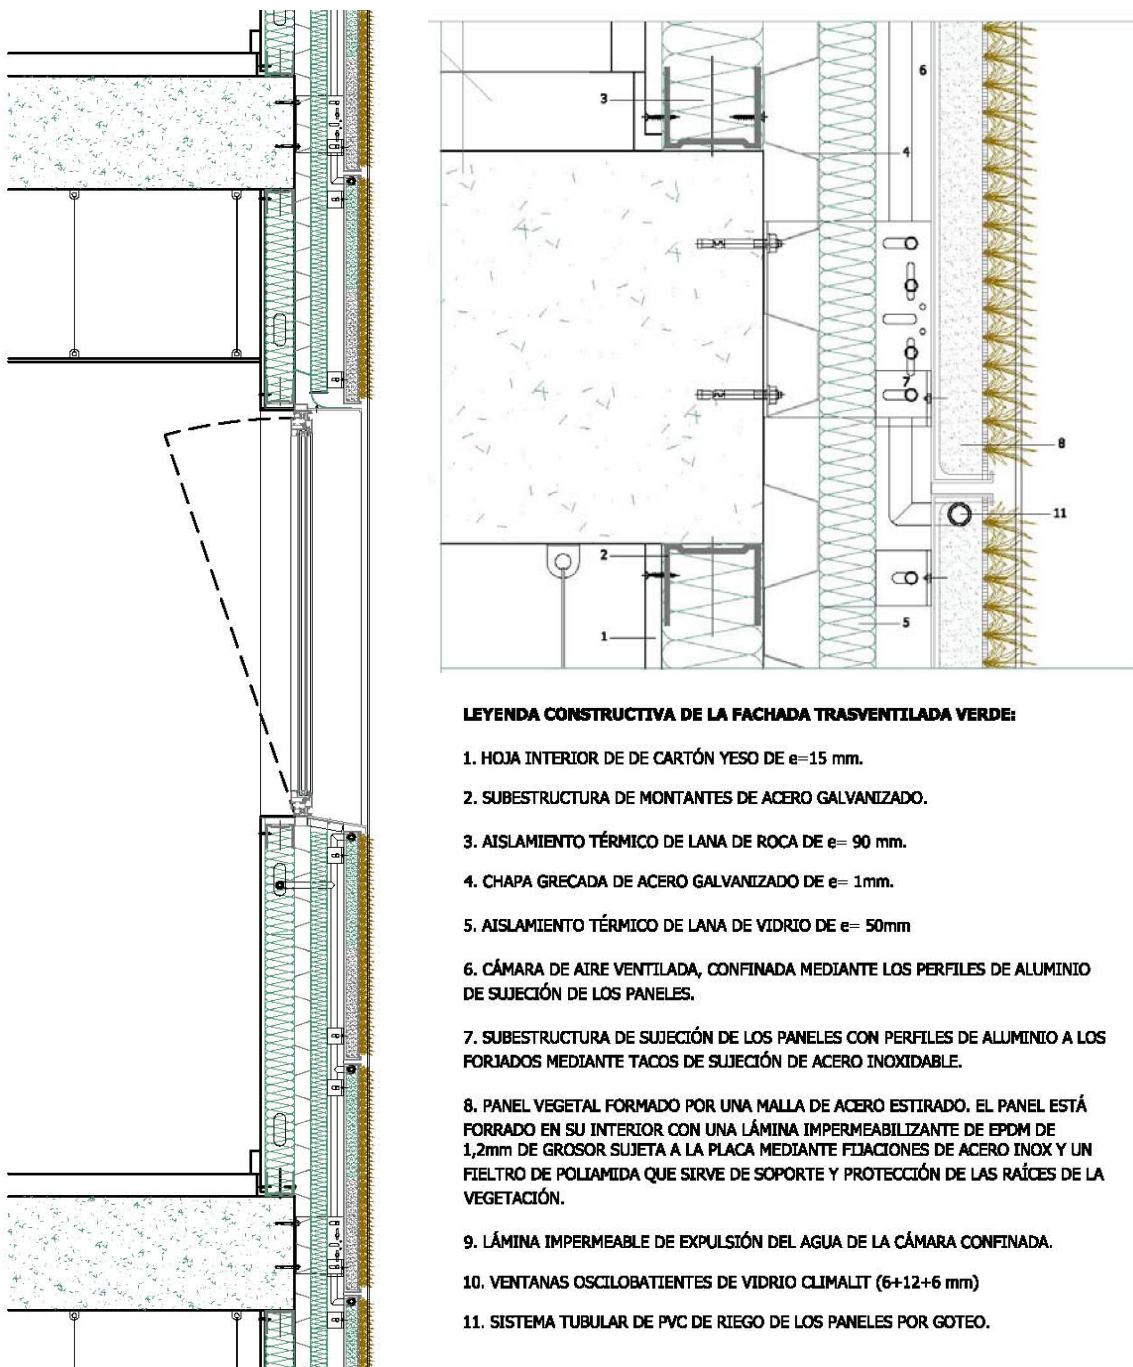 6
3
4
7
8
11
2
1
5
LEYENDA CONSTRUCTIVA DE LA FACHADA TRASVENTILADA VERDE:
1. HOJA INTERIOR DE DE CARTÓN YESO DE e=15 mm.
2. SUBESTRUCTURA DE MONTANTES DE ACERO GALVANIZADO.
3. AISLAMIENTO TÉRMICO DE LANA DE ROCA DE e= 90 mm.
4. CHAPA GRECADA DE ACERO GALVANIZADO DE e= 1mm.
5. AISLAMIENTO TÉRMICO DE LANA DE VIDRIO DE e= 50mm
6. CÁMARA DE AIRE VENTILADA, CONFINADA MEDIANTE LOS PERFILES DE ALUMINIO
DE SUJECIÓN DE LOS PANELES.
7. SUBESTRUCTURA DE SUJECIÓN DE LOS PANELES CON PERFILES DE ALUMINIO A LOS
FORJADOS MEDIANTE TACOS DE SUJECIÓN DE ACERO INOXIDABLE.
8. PANEL VEGETAL FORMADO POR UNA MALLA DE ACERO ESTIRADO. EL PANEL ESTÁ
FORRADO EN SU INTERIOR CON UNA LÁMINA IMPERMEABILIZANTE DE EPDM DE
1,2mm DE GROSOR SUJETA A LA PLACA MEDIANTE FIJACIONES DE ACERO INOX Y UN
FIELTRO DE POLIAMIDA QUE SIRVE DE SOPORTE Y PROTECCIÓN DE LAS RAÍCES DE LA
VEGETACIÓN.
9. LÁMINA IMPERMEABLE DE EXPULSIÓN DEL AGUA DE LA CÁMARA CONFINADA.
10. VENTANAS OSCILOBATIENTES DE VIDRIO CLIMALIT (6+12+6 mm)
11. SISTEMA TUBULAR DE PVC DE RIEGO DE LOS PANELES POR GOTEO.